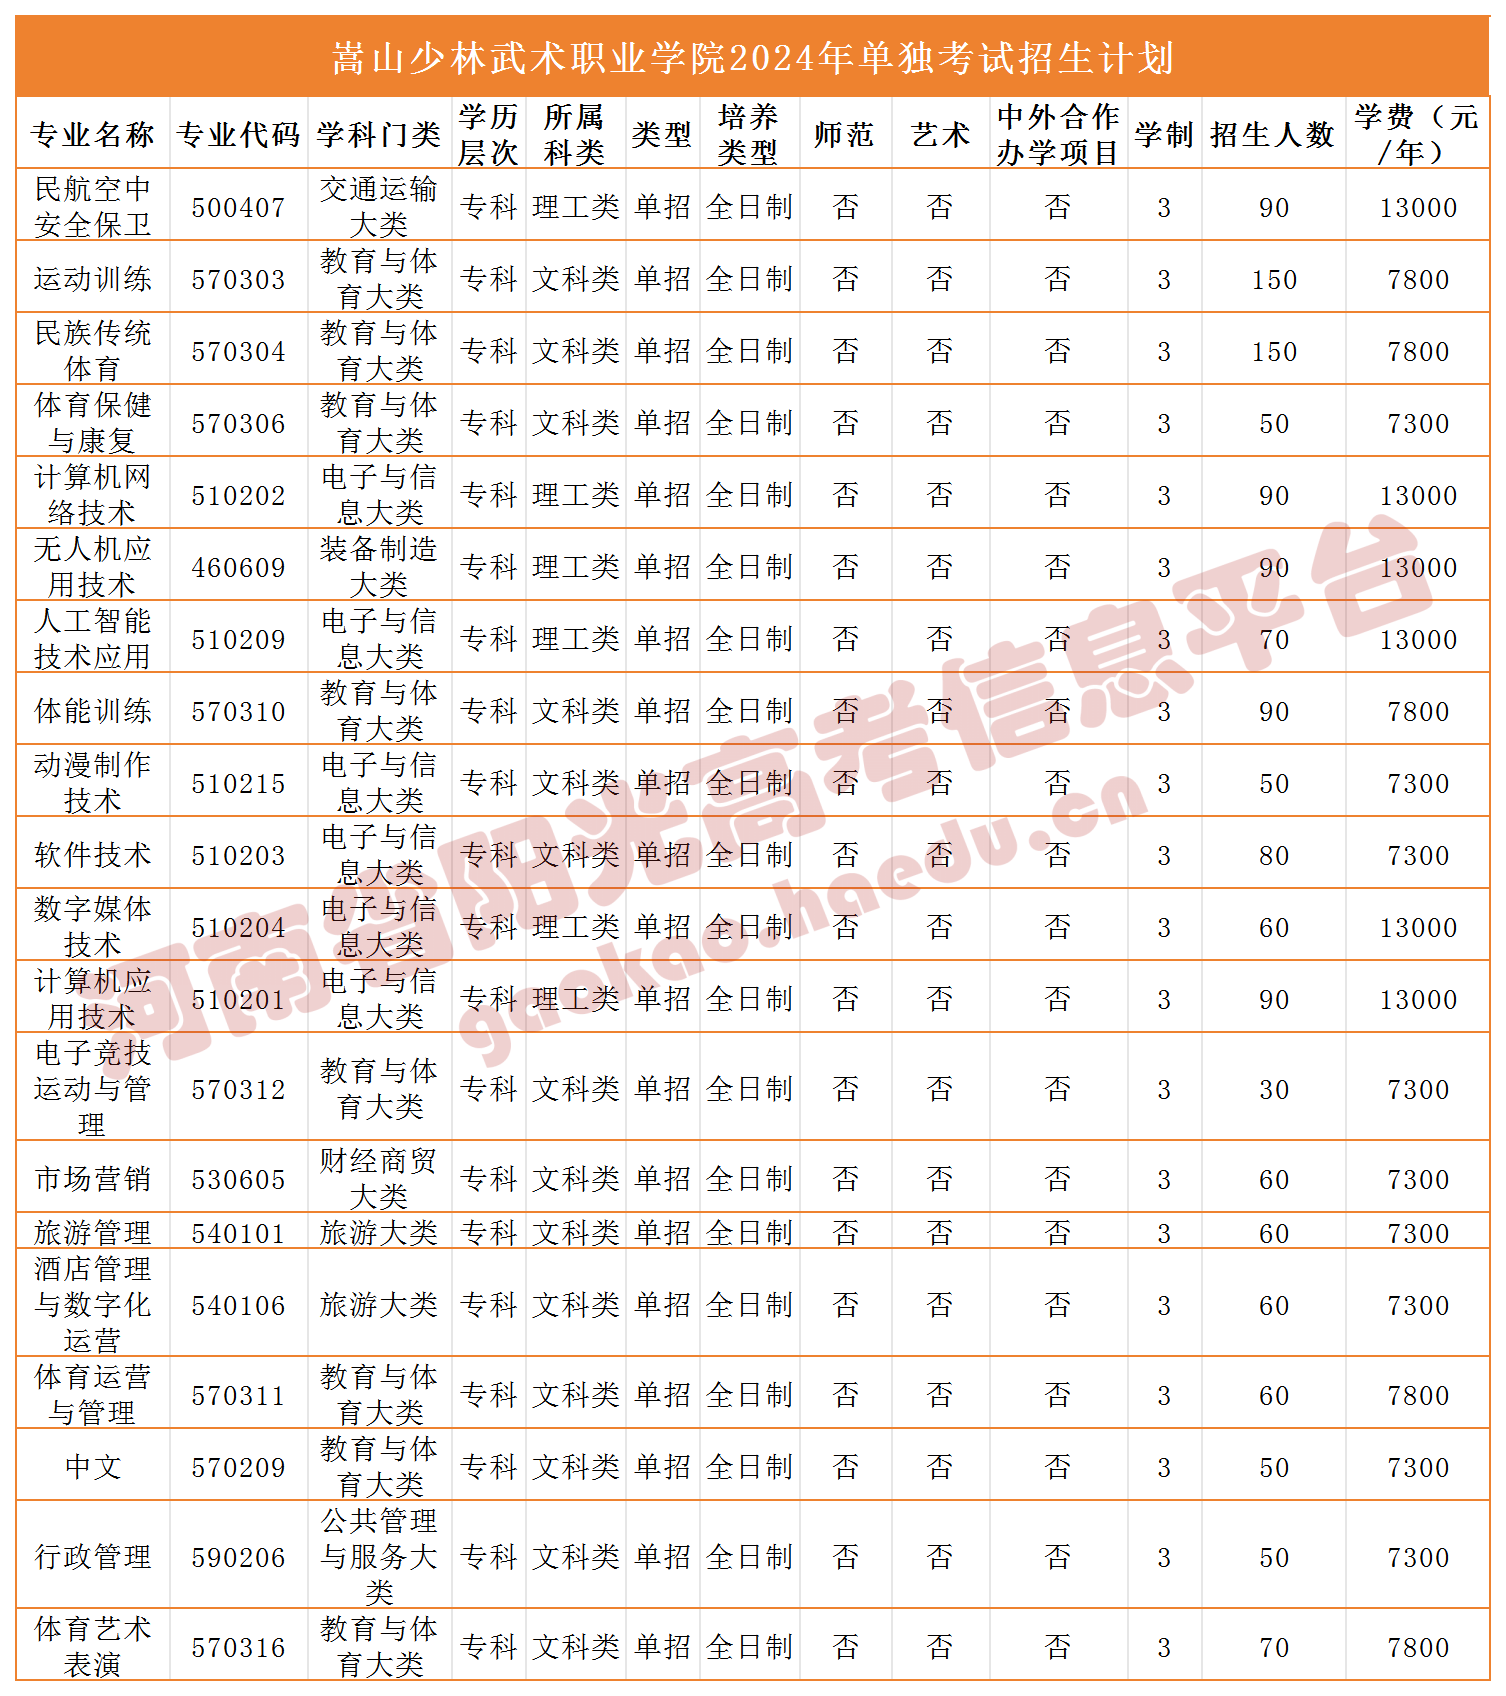 嵩山少林武术职业学院2024年单独考试招生计划
专业名称 专业代码 学科门类 学历层次 所属科类 类型 培养类型 师范 艺术 中外合作办学项目 学制 招生人数 学费（元/年）
民航空中安全保卫 500407 交通运输大类 专科 理工类 单招 全日制 否 否 否 3 90 13000
运动训练 570303 教育与体育大类 专科 文科类 单招 全日制 否 否 否 3 150 7800
民族传统体育 570304 教育与体育大类 专科 文科类 单招 全日制 否 否 否 3 150 7800
体育保健与康复 570306 教育与体育大类 专科 文科类 单招 全日制 否 否 否 3 50 7300
计算机网络技术 510202 电子与信息大类 专科 理工类 单招 全日制 否 否 否 3 90 13000
无人机应用技术 460609 装备制造大类 专科 理工类 单招 全日制 否 否 否 3 90 13000
人工智能技术应用 510209 电子与信息大类 专科 理工类 单招 全日制 否 否 否 3 70 13000
体能训练 570310 教育与体育大类 专科 文科类 单招 全日制 否 否 否 3 90 7800
动漫制作技术 510215 电子与信息大类 专科 文科类 单招 全日制 否 否 否 3 50 7300
软件技术 510203 电子与信息大类 专科 文科类 单招 全日制 否 否 否 3 80 7300
数字媒体技术 510204 电子与信息大类 专科 理工类 单招 全日制 否 否 否 3 60 13000
计算机应用技术 510201 电子与信息大类 专科 理工类 单招 全日制 否 否 否 3 90 13000
电子竞技运动与管理 570312 教育与体育大类 专科 文科类 单招 全日制 否 否 否 3 30 7300
市场营销 530605 财经商贸大类 专科 文科类 单招 全日制 否 否 否 3 60 7300
旅游管理 540101 旅游大类 专科 文科类 单招 全日制 否 否 否 3 60 7300
酒店管理与数字化运营 540106 旅游大类 专科 文科类 单招 全日制 否 否 否 3 60 7300
体育运营与管理 570311 教育与体育大类 专科 文科类 单招 全日制 否 否 否 3 60 7800
中文 570209 教育与体育大类 专科 文科类 单招 全日制 否 否 否 3 50 7300
行政管理 590206 公共管理与服务大类 专科 文科类 单招 全日制 否 否 否 3 50 7300
体育艺术表演 570316 教育与体育大类 专科 文科类 单招 全日制 否 否 否 3 70 7800
河南省阳光高考信息平台
gaokao.haedu.cn